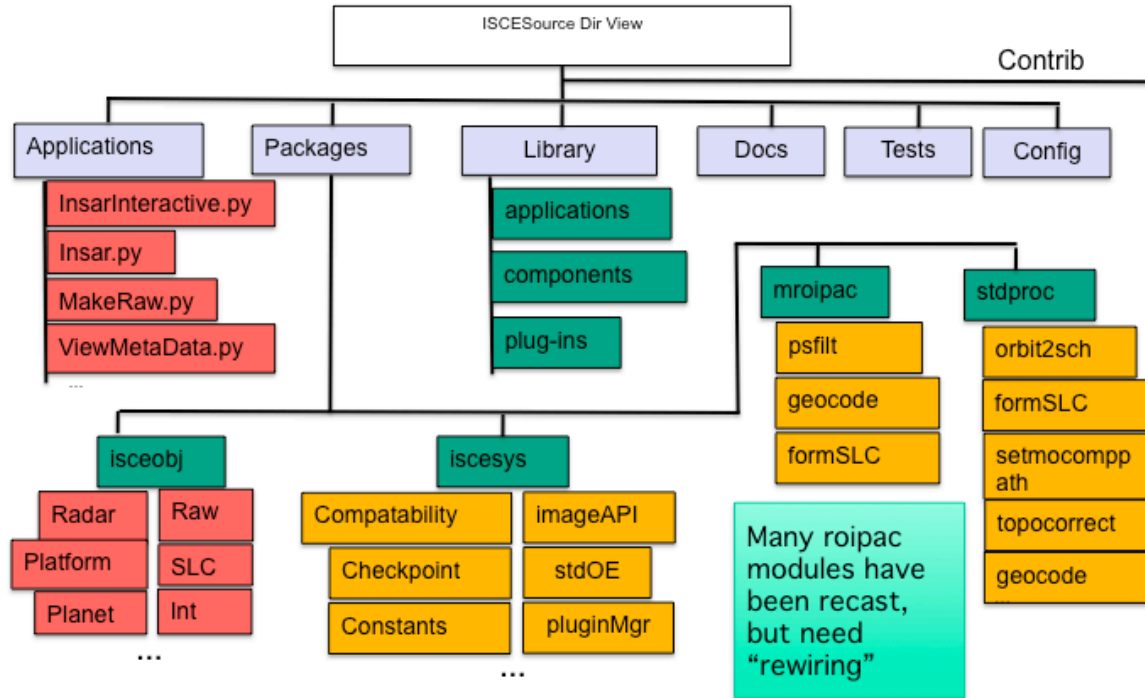 ISCESource Dir View
Contrib
Applications
Packages
Library
Docs
Tests
Config
InsarInteractive.py
Insar.py
MakeRaw.py
ViewMetaData.py
...
applications
components
plug-ins
mroipac
psfilt
geocode
formSLC
stdproc
orbit2sch
formSLC
setmocompp
ath
topocorrect
geocode
...
isceobj
Radar
Raw
Platform
SLC
Planet
Int
...
iscesys
Compatability
imageAPI
Checkpoint
stdOE
Constants
pluginMgr
...
Many roipac
modules have
been recast,
but need
“rewiring”